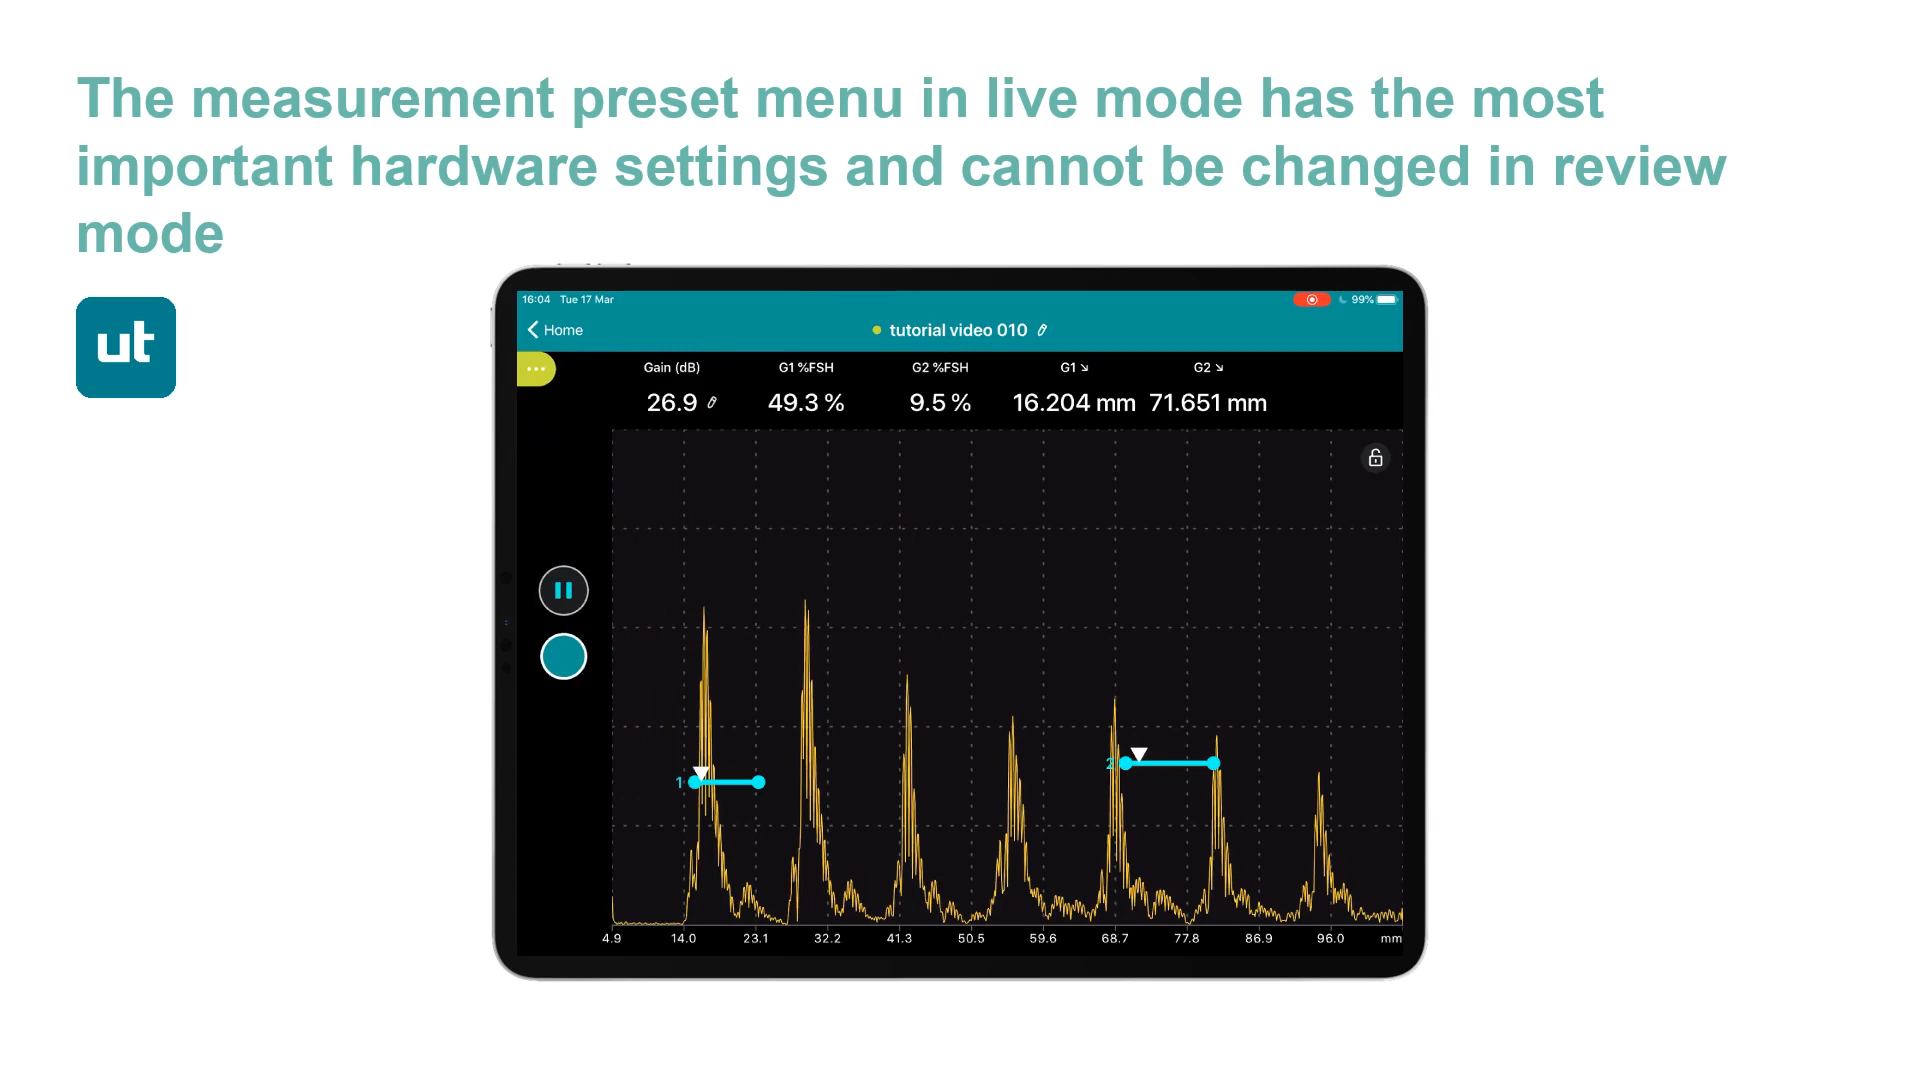 The measurement preset menu in live mode has the most
important hardware settings and cannot be changed in review
mode
ut
16:04 Tue 17 Mar
99%
Home
tutorial video 010
Gain (dB) G1 %FSH G2 %FSH G1 ↘ G2 ↘
26.9 49.3 % 9.5 % 16.204 mm 71.651 mm
2
1
4.9 14.0 23.1 32.2 41.3 50.5 59.6 68.7 77.8 86.9 96.0 mm